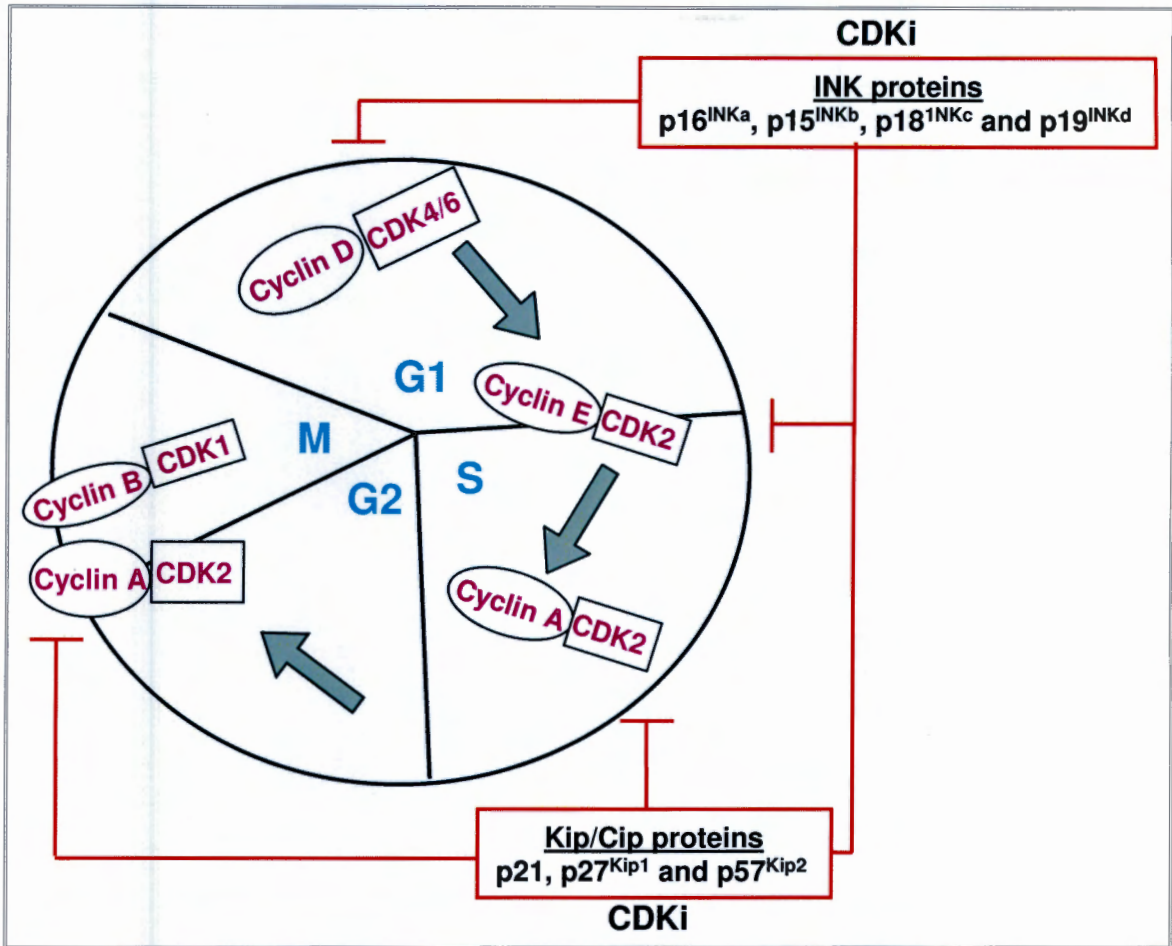 CDKi
INK proteins
p16INKa, p15INKb, p181NKc and p19INKd
CDK4/6
Cyclin D
G1
Cyclin E
CDK2
M
CDK1
Cyclin B
G2
S
Cyclin A
CDK2
Cyclin A
CDK2
Kip/Cip proteins
p21, p27Kip1 and p57Kip2
CDKi